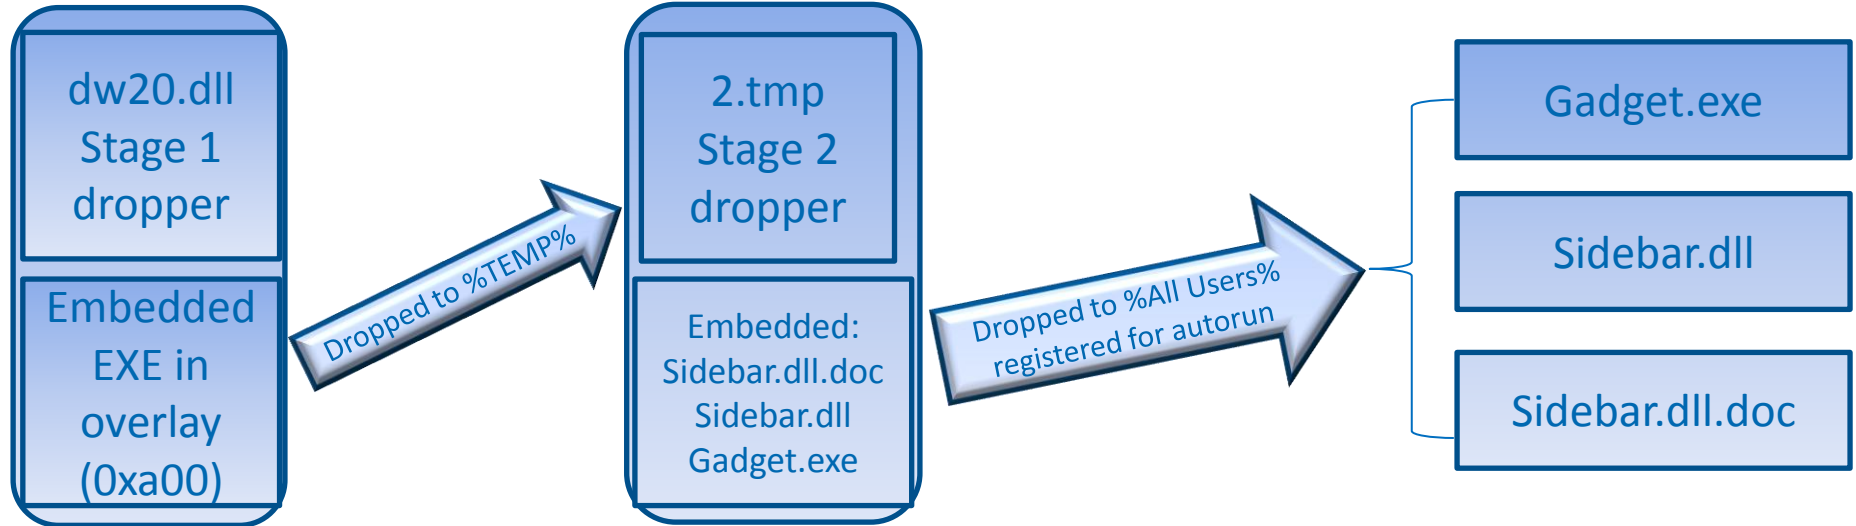 dw20.dll
Stage 1
dropper
Embedded
EXE in
overlay
(0xa00)
Dropped to %TEMP%
2.tmp
Stage 2
dropper
Embedded:
Sidebar.dll.doc
Sidebar.dll
Gadget.exe
Dropped to %All Users%
registered for autorun
Gadget.exe
Sidebar.dll
Sidebar.dll.doc